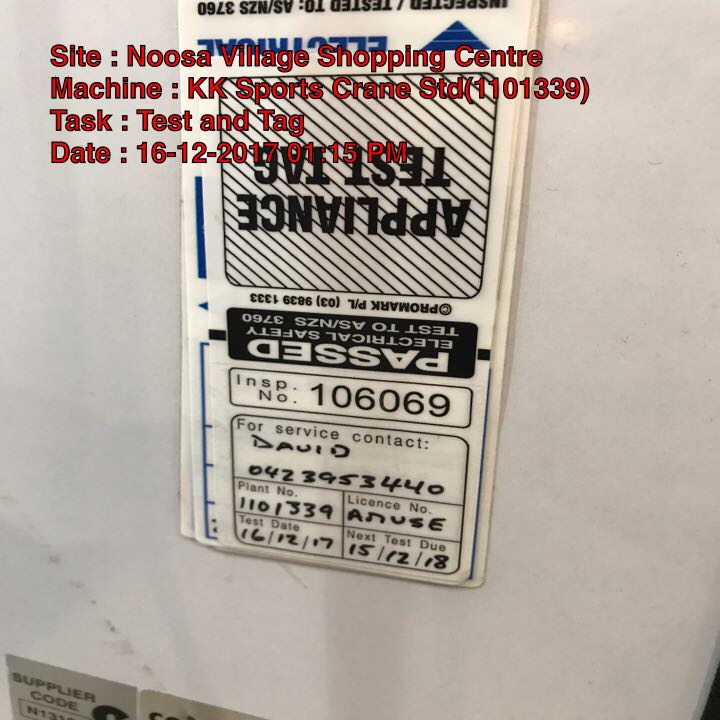 INSPECTED / TESTED TO: AS/NZS 3760
ELECTRICAL
Site : Noosa Village Shopping Centre
Machine : KK Sports Crane Std(1101339)
Task : Test and Tag
Date : 16-12-2017 01:15 PM
APPLIANCE
TEST TAG
©PROMARK P/L (03) 9839 1333
PASSED
ELECTRICAL SAFETY
TEST TO AS/NZS 3760
Insp. No. 106069
For service contact:
DAVID
0423953440
Plant No. Licence No.
1101339 AMUSE
Test Date Next Test Due
16/12/17 15/12/18
SUPPLIER
CODE